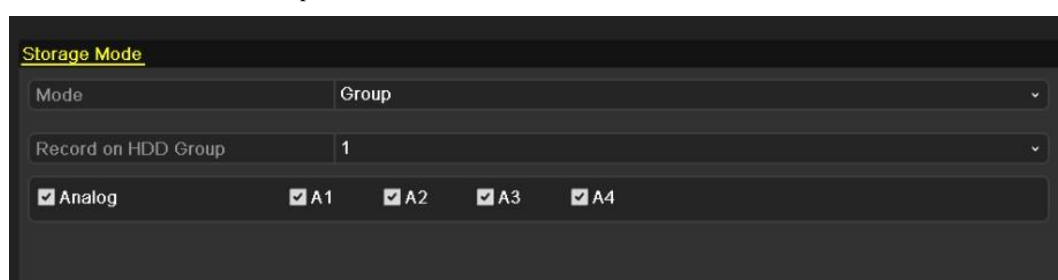 Storage Mode
Mode Group
Record on HDD Group 1
Analog A1 A2 A3 A4